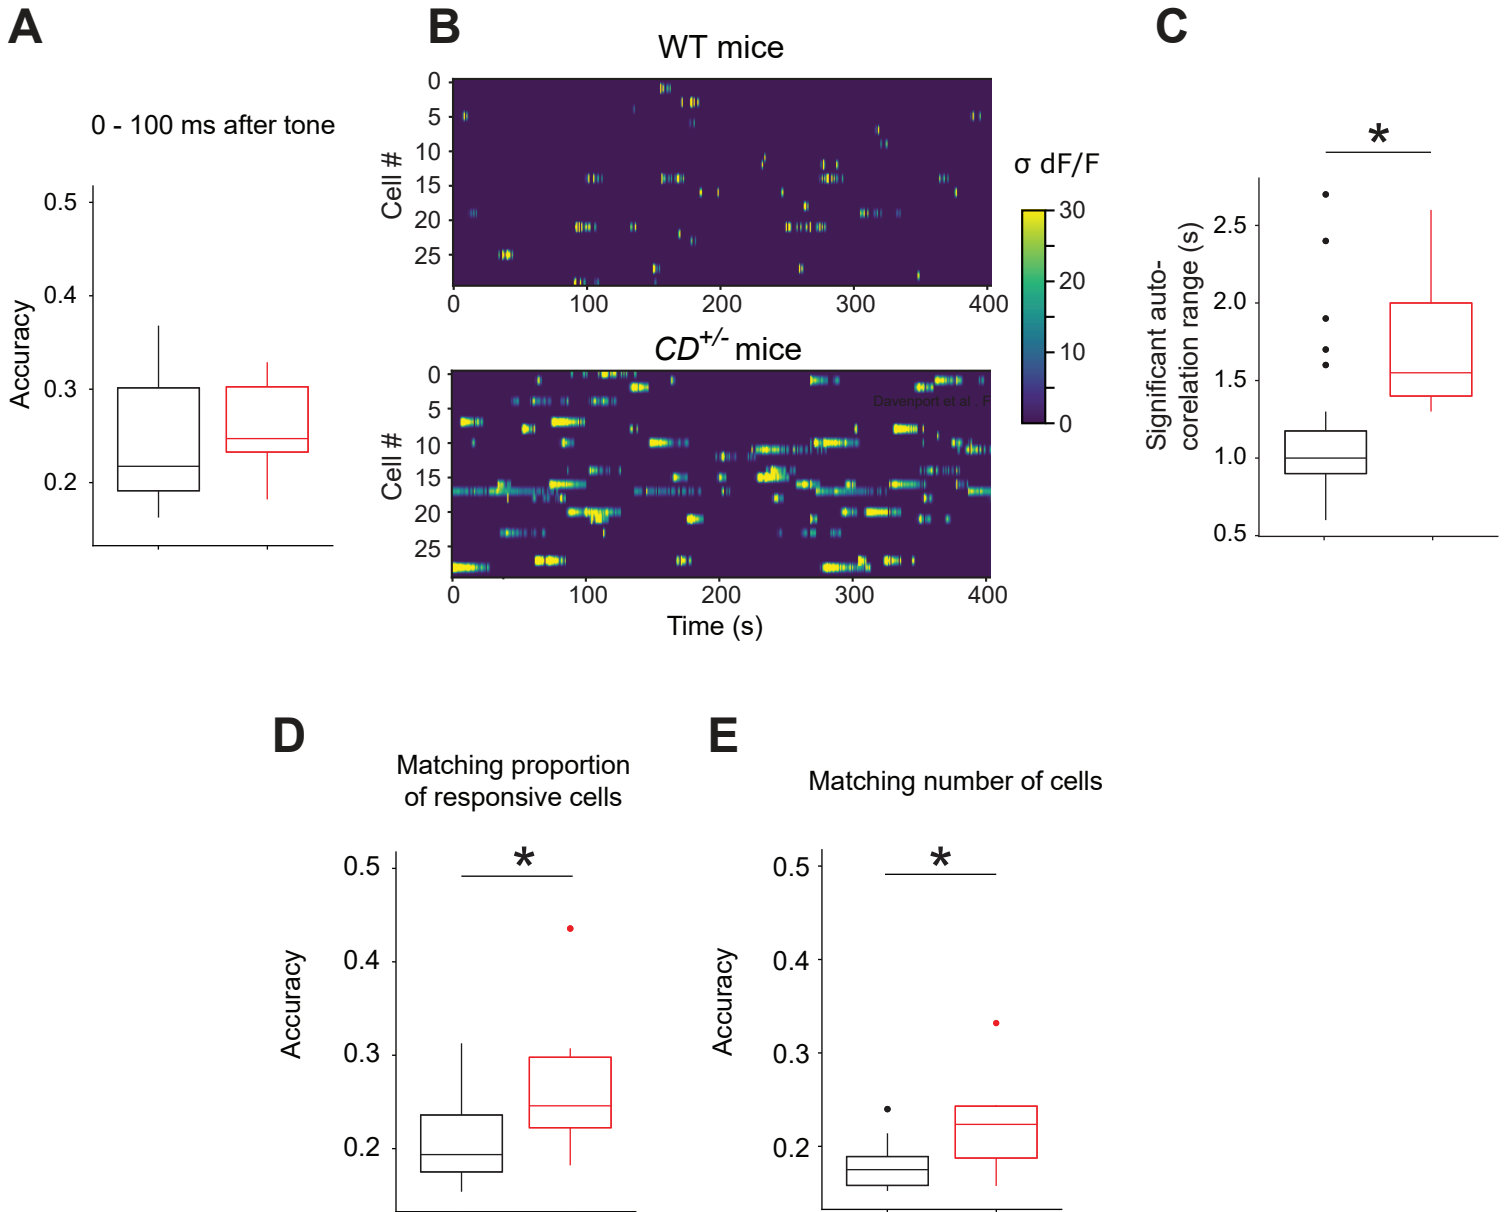 A
0 - 100 ms after tone
0.5
0.4
0.3
0.2
Accuracy
B
WT mice
0
5
10
15
20
25
Cell #
0 100 200 300 400
σ dF/F
30
20
10
0
CD+/- mice
0
5
10
15
20
25
Cell #
Davenport et al . F
0 100 200 300 400
Time (s)
C
*
2.5
2.0
1.5
1.0
0.5
Significant auto-
corelation range (s)
D
Matching proportion
of responsive cells
*
0.5
0.4
0.3
0.2
Accuracy
E
Matching number of cells
*
0.5
0.4
0.3
0.2
Accuracy